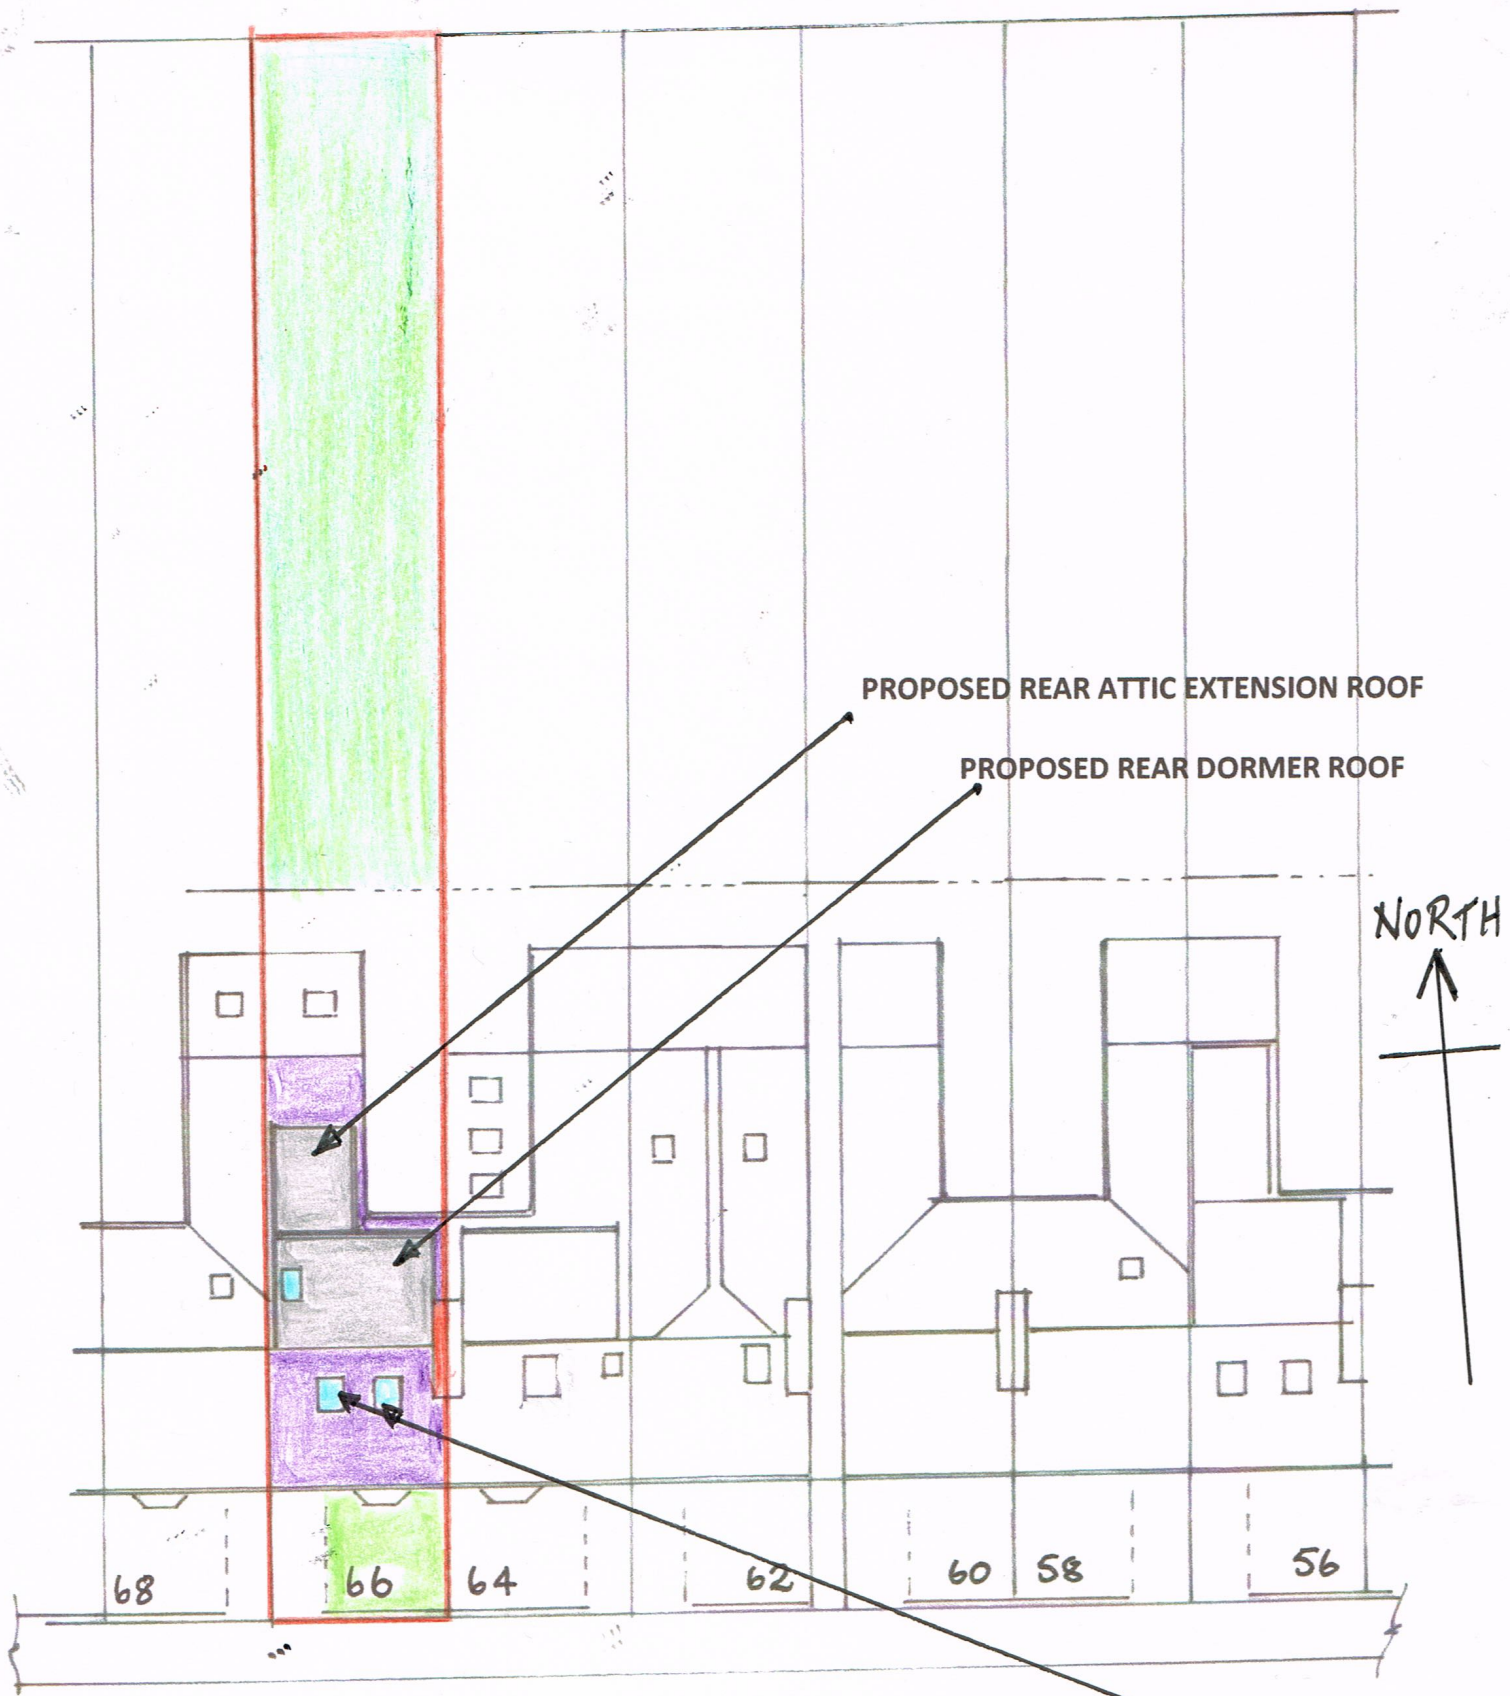 PROPOSED REAR ATTIC EXTENSION ROOF
PROPOSED REAR DORMER ROOF
NORTH
68 66 64 62 60 58 56